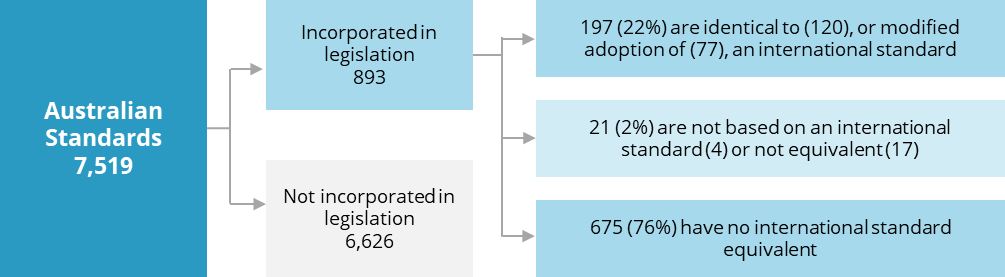 Australian
Standards
7,519
Incorporated in
legislation
893
Not incorporated in
legislation
6,626
197 (22%) are identical to (120), or modified
adoption of (77), an international standard
21 (2%) are not based on an international
standard (4) or not equivalent (17)
675 (76%) have no international standard
equivalent